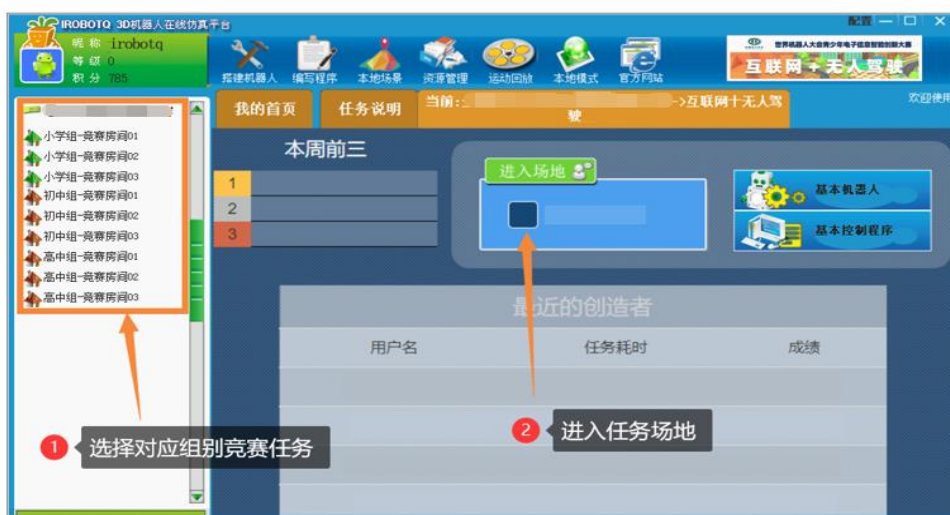 IROBOTQ 3D机器人在线仿真平台
配置
昵称 irobotq
等级 0
积分 785
搭建机器人 编写程序 本地场景 资源管理 运动回放 本地模式 官方网站
世界机器人大会青少年电子信息智能创新大赛
互联网+无人驾驶
我的首页 任务说明 当前: ->互联网十无人驾驶
欢迎使用
小学组-竞赛房间01
小学组-竞赛房间02
小学组-竞赛房间03
初中组-竞赛房间01
初中组-竞赛房间02
初中组-竞赛房间03
高中组-竞赛房间01
高中组-竞赛房间02
高中组-竞赛房间03
本周前三
1
2
3
进入场地
基本机器人
基本控制程序
最近的创造者
用户名 任务耗时 成绩
1 选择对应组别竞赛任务
2 进入任务场地